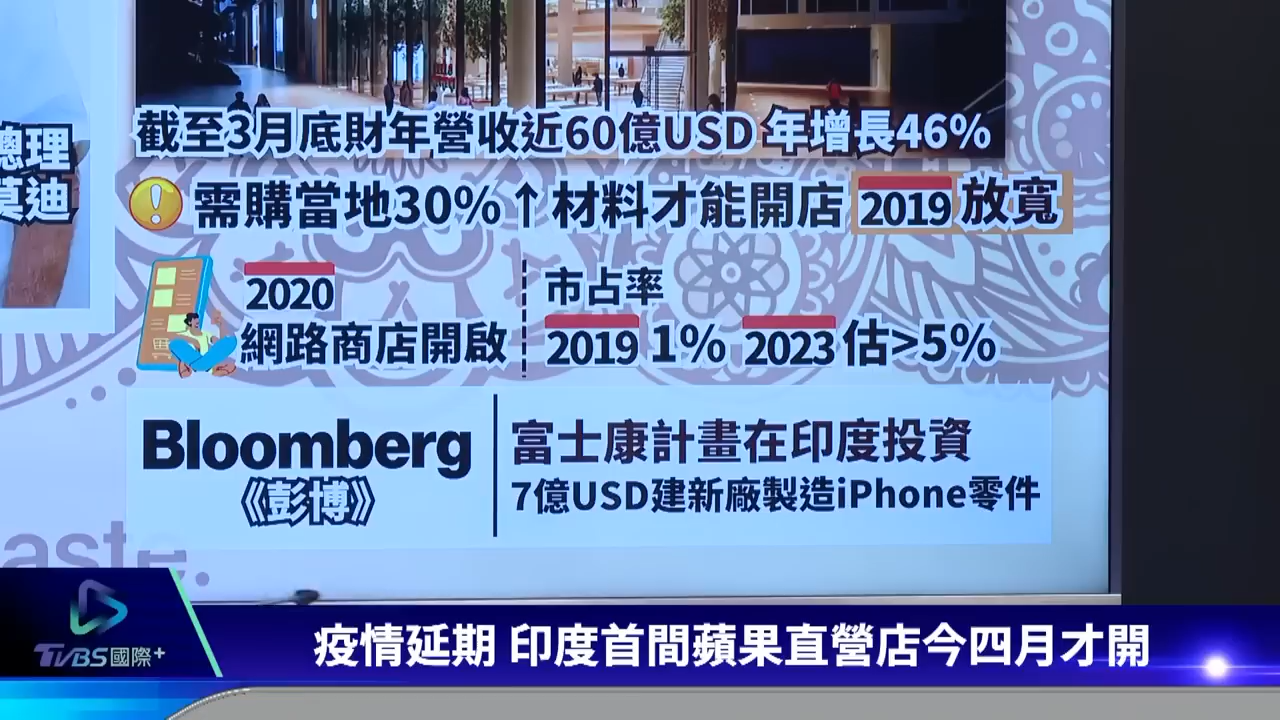 總理
莫迪
截至3月底財年營收近60億USD 年增長46%
需購當地30%↑材料才能開店 2019 放寬
2020
網路商店開啟
市占率
2019 1% 2023 估>5%
Bloomberg
《彭博》
富士康計畫在印度投資
7億USD建新廠製造iPhone零件
aste.
TVBS國際+
疫情延期 印度首間蘋果直營店今四月才開